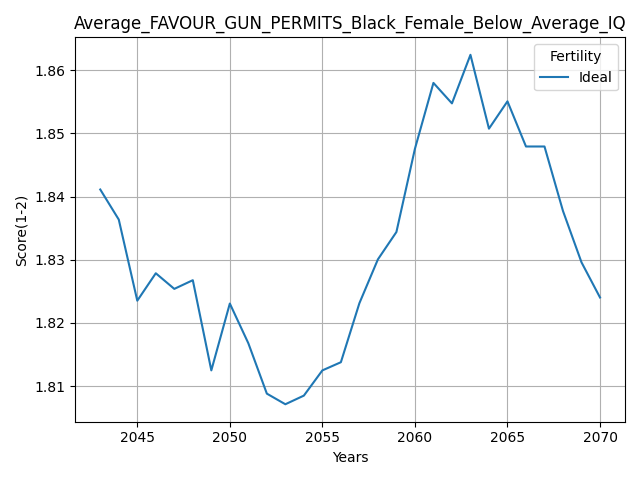 Average_FAVOUR_GUN_PERMITS_Black_Female_Below_Average_IQ
Fertility
Ideal
Score(1-2)
1.86
1.85
1.84
1.83
1.82
1.81
2045
2050
2055
2060
2065
2070
Years